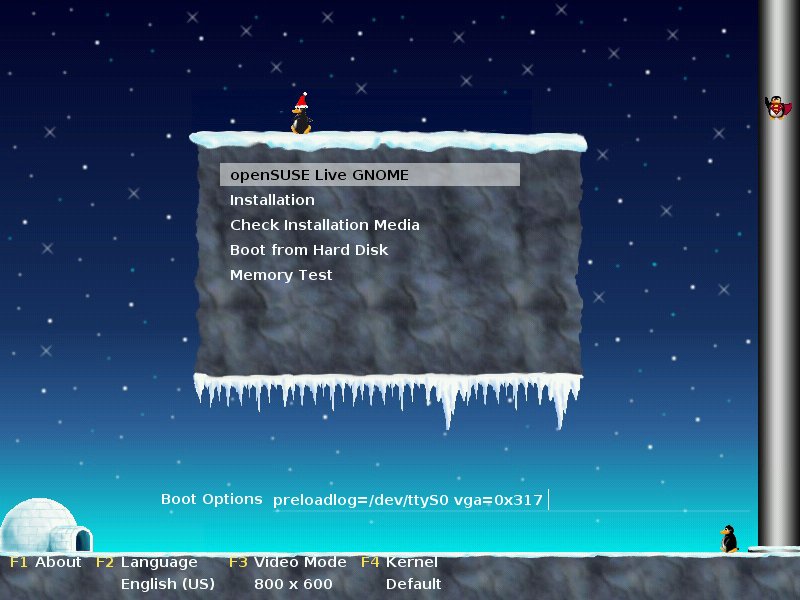 openSUSE Live GNOME
Installation
Check Installation Media
Boot from Hard Disk
Memory Test
Boot Options preloadlog=/dev/ttyS0 vga=0x317
F1 About F2 Language F3 Video Mode F4 Kernel
English (US) 800 x 600 Default